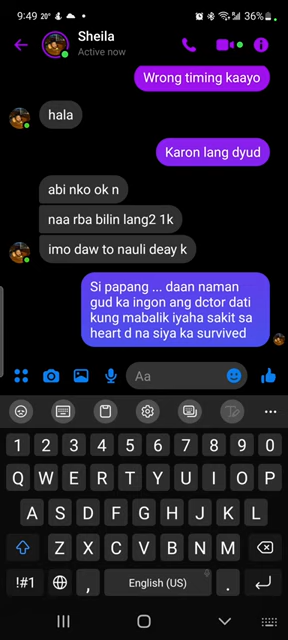 9:49 20° 36%
Sheila
Active now
Wrong timing kaayo
hala
Karon lang dyud
abi nko ok n
naa rba bilin lang2 1k
imo daw to nauli deay k
Si papang ... daan naman
gud ka ingon ang dctor dati
kung mabalik iyaha sakit sa
heart d na siya ka survived
Aa
1 2 3 4 5 6 7 8 9 0
Q W E R T Y U I O P
A S D F G H J K L
Z X C V B N M
!#1 , English (US) .